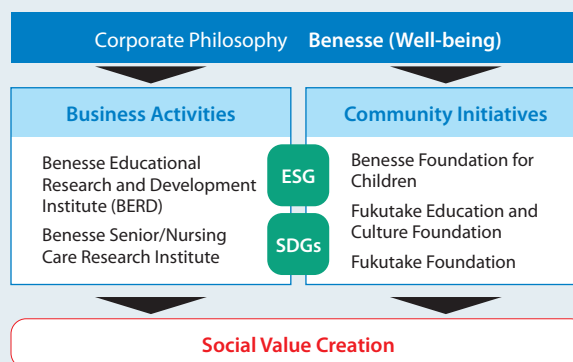 Corporate Philosophy Benesse (Well-being)
Business Activities
Benesse Educational
Research and Development
Institute (BERD)
Benesse Senior/Nursing
Care Research Institute
ESG
SDGs
Community Initiatives
Benesse Foundation for
Children
Fukutake Education and
Culture Foundation
Fukutake Foundation
Social Value Creation